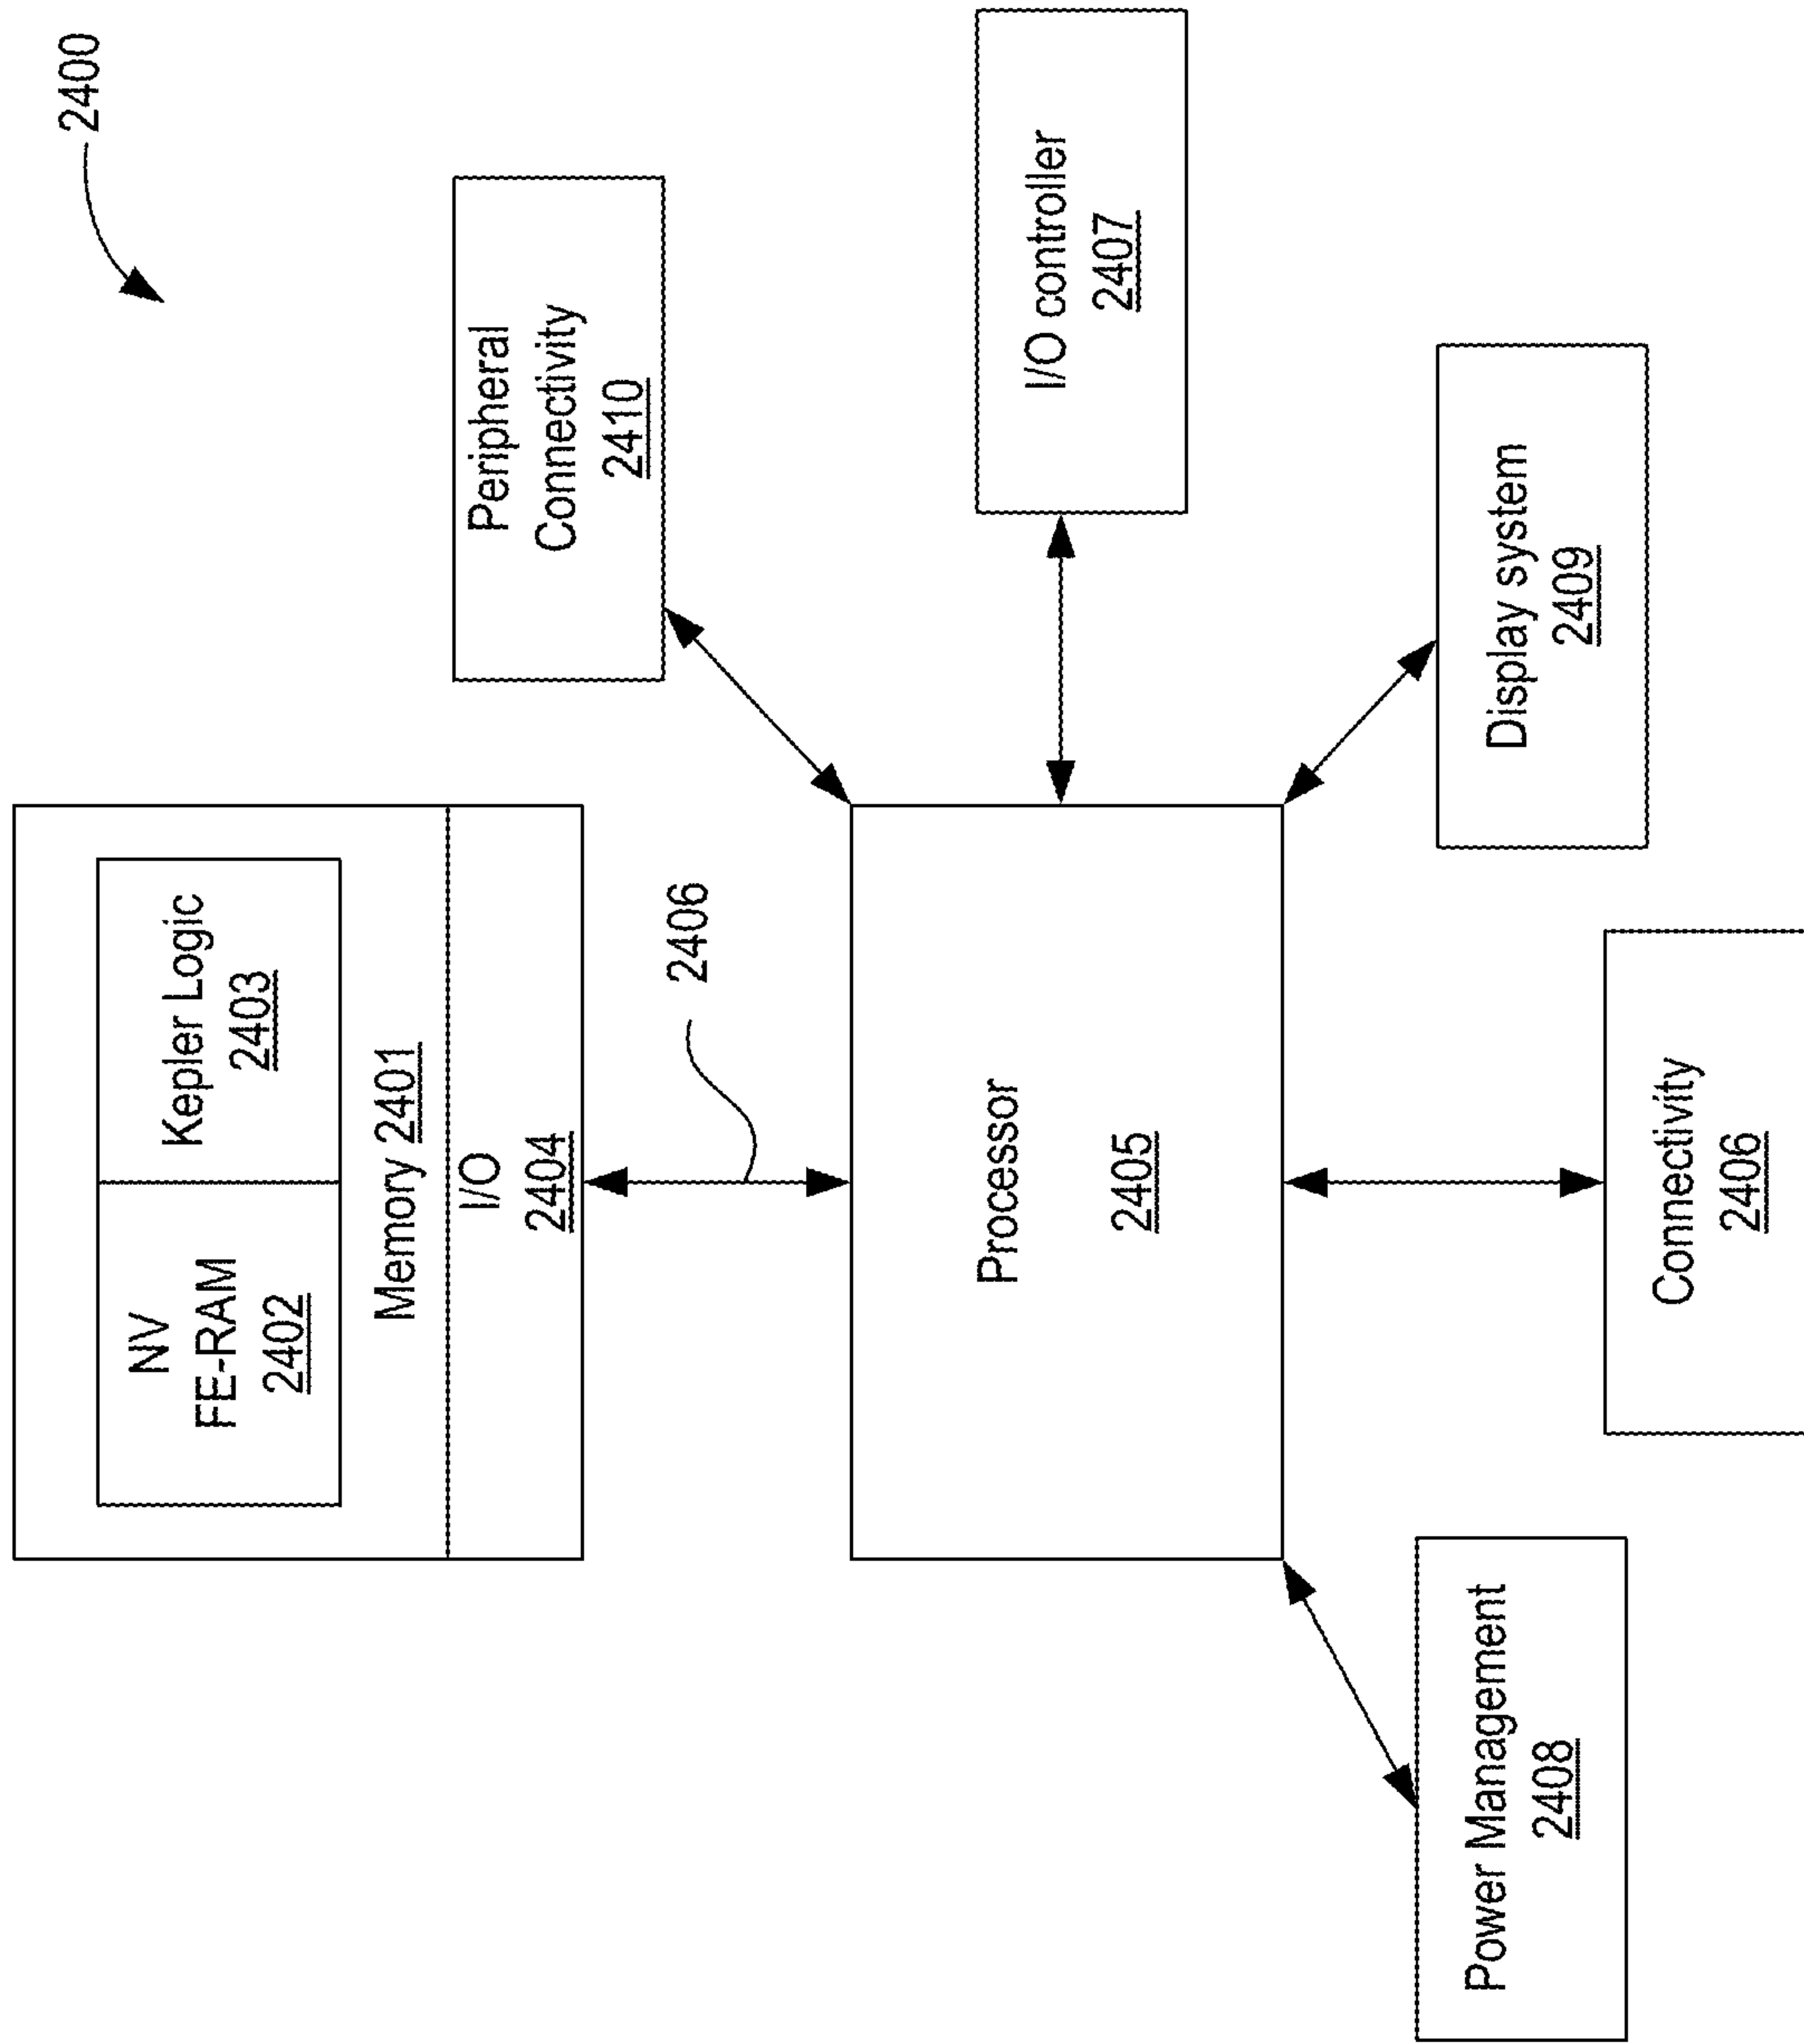 2400
NV
FE-RAM
2402
Kepler Logic
2403
Memory 2401
I/O
2404
2406
Peripheral
Connectivity
2410
Processor
2405
I/O controller
2407
Display system
2409
Power Management
2408
Connectivity
2406